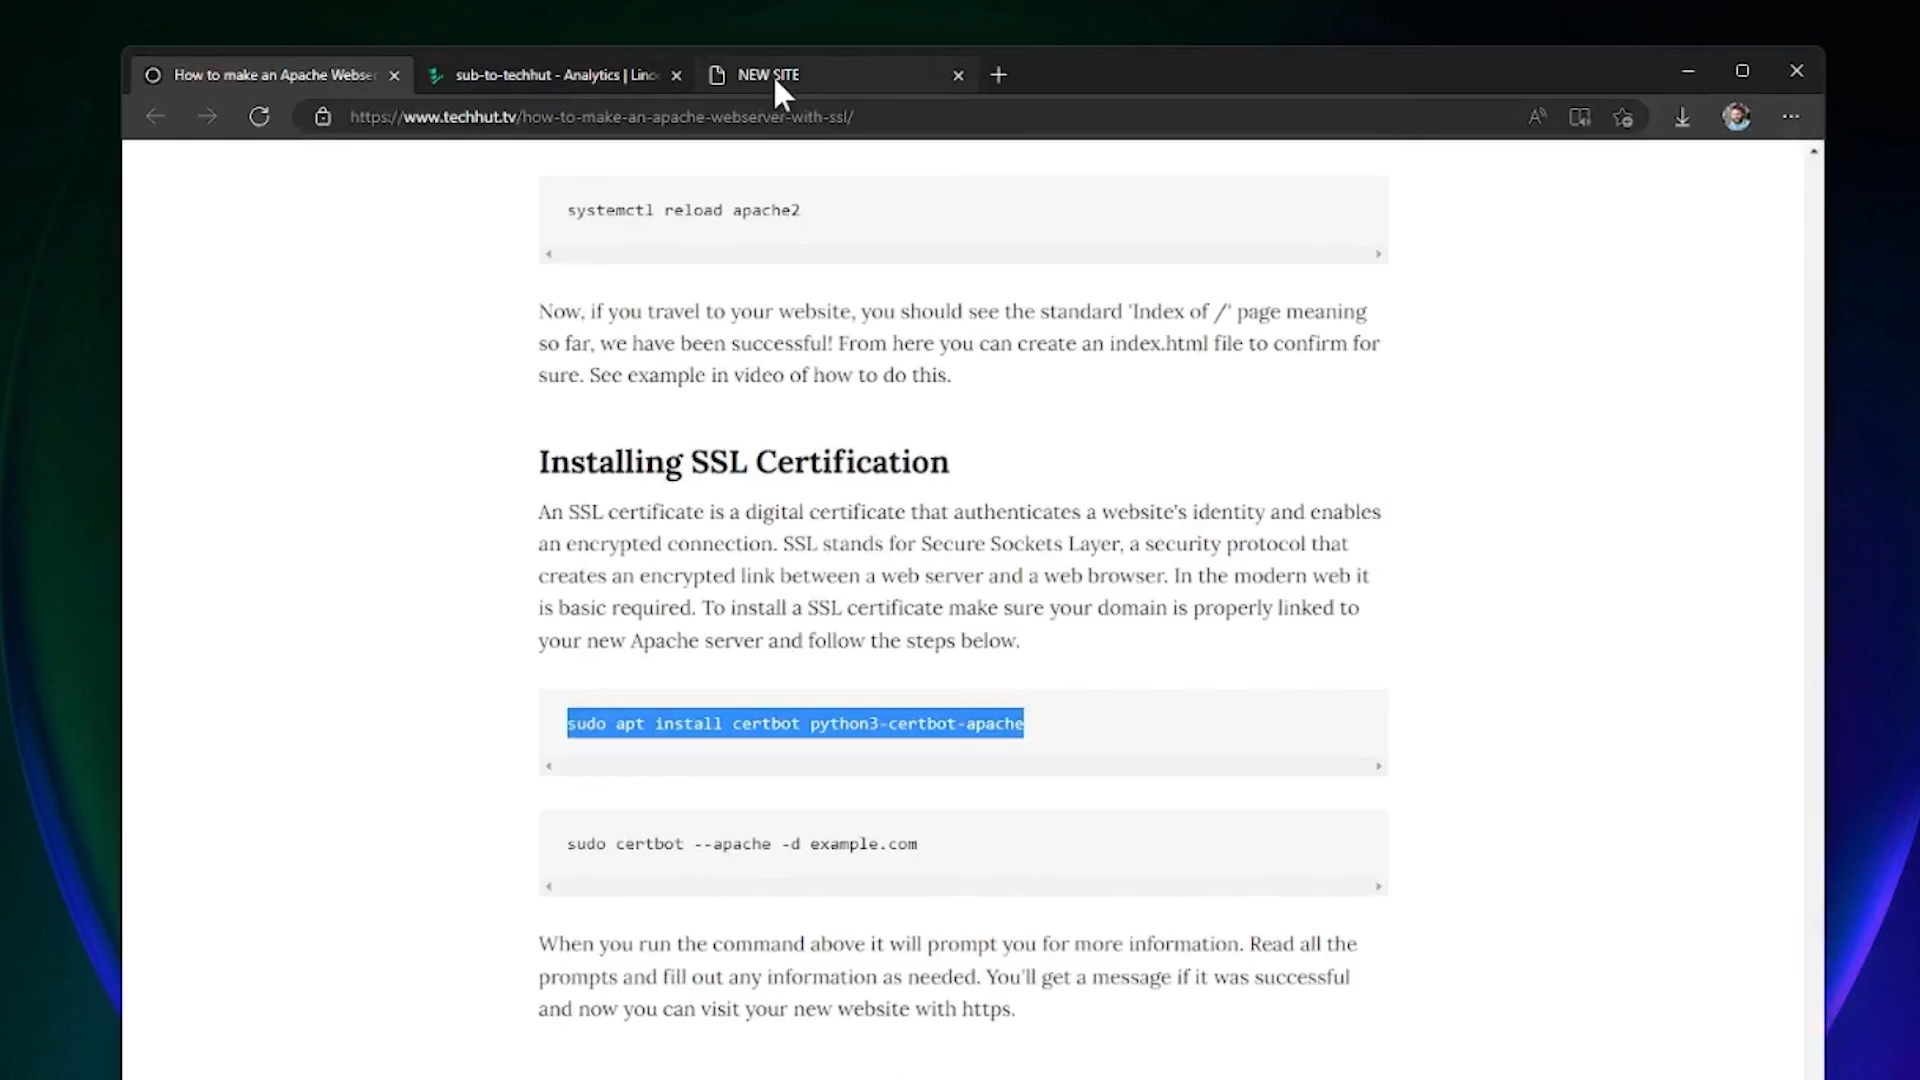 How to make an Apache Webse
sub-to-techhut - Analytics | Lino
NEW SITE
https://www.techhut.tv/how-to-make-an-apache-webserver-with-ssl/
systemctl reload apache2
Now, if you travel to your website, you should see the standard 'Index of /' page meaning
so far, we have been successful! From here you can create an index.html file to confirm for
sure. See example in video of how to do this.
Installing SSL Certification
An SSL certificate is a digital certificate that authenticates a website's identity and enables
an encrypted connection. SSL stands for Secure Sockets Layer, a security protocol that
creates an encrypted link between a web server and a web browser. In the modern web it
is basic required. To install a SSL certificate make sure your domain is properly linked to
your new Apache server and follow the steps below.
sudo apt install certbot python3-certbot-apache
sudo certbot --apache -d example.com
When you run the command above it will prompt you for more information. Read all the
prompts and fill out any information as needed. You'll get a message if it was successful
and now you can visit your new website with https.